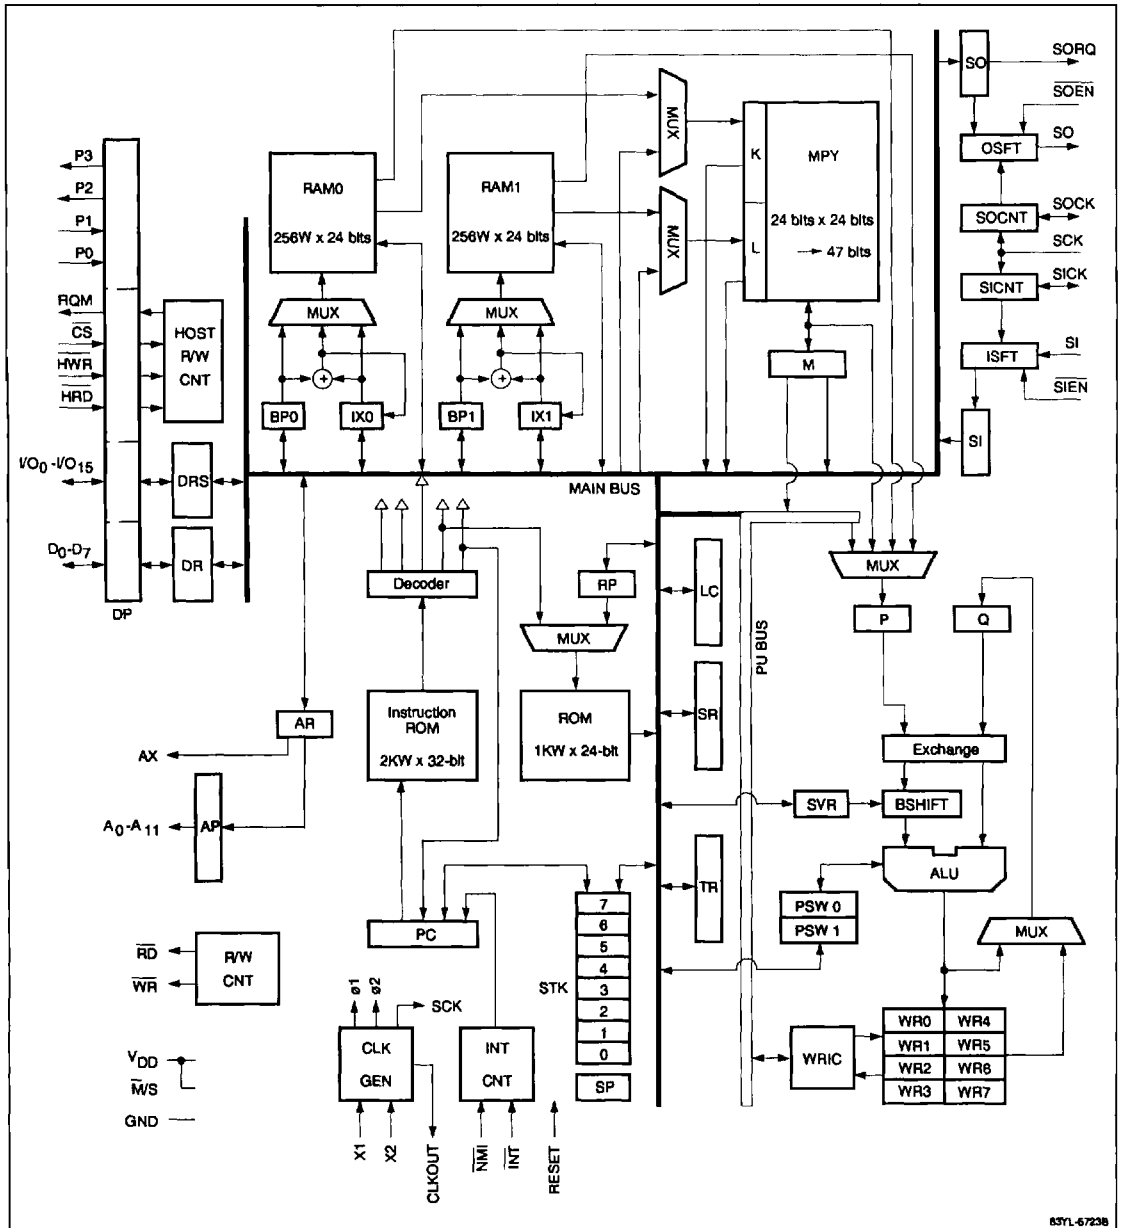 SORQ
SO
SOEN
SO
OSFT
SOCNT
SOCK
SCK
SICNT
SICK
ISFT
SI
SIEN
SI
MUX
MUX
K
L
MPY
24 bits x 24 bits
→ 47 bits
M
RAM0
256W x 24 bits
RAM1
256W x 24 bits
MUX
MUX
+
+
BP0
IX0
BP1
IX1
P3
P2
P1
P0
RQM
CS
HWR
HRD
HOST
R/W
CNT
I/O0 -I/O15
DRS
D0-D7
DR
DP
MAIN BUS
Decoder
RP
MUX
LC
PU BUS
MUX
P
Q
AR
AX
A0-A11
AP
Instruction
ROM
2KW x 32-bit
ROM
1KW x 24-bit
SR
Exchange
SVR
BSHIFT
ALU
TR
PSW 0
PSW 1
MUX
PC
RD
WR
R/W
CNT
7
6
5
4
3
2
1
0
STK
SP
ø1
ø2
SCK
CLK
GEN
INT
CNT
VDD
M/S
GND
X1
X2
CLKOUT
NMI
INT
RESET
WRIC
WR0 WR4
WR1 WR5
WR2 WR6
WR3 WR7
83YL-6723B